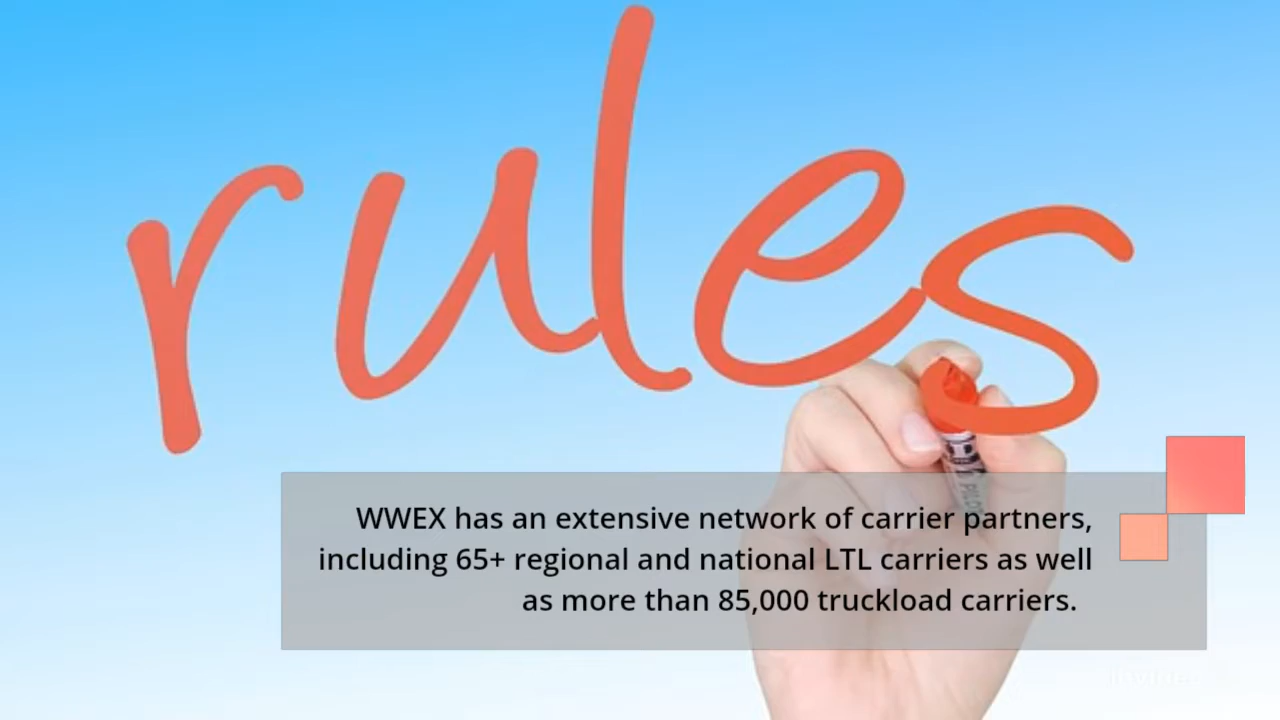 rules
WWEX has an extensive network of carrier partners,
including 65+ regional and national LTL carriers as well
as more than 85,000 truckload carriers.